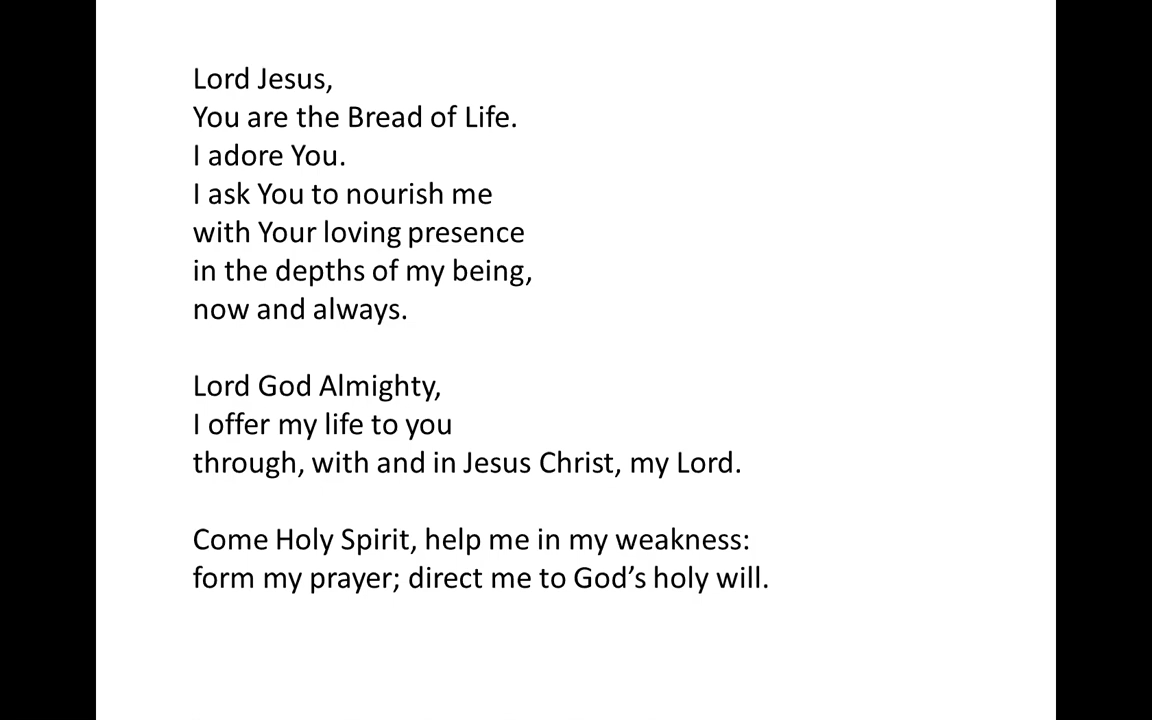 Lord Jesus,
You are the Bread of Life.
I adore You.
I ask You to nourish me
with Your loving presence
in the depths of my being,
now and always.
Lord God Almighty,
I offer my life to you
through, with and in Jesus Christ, my Lord.
Come Holy Spirit, help me in my weakness:
form my prayer; direct me to God’s holy will.